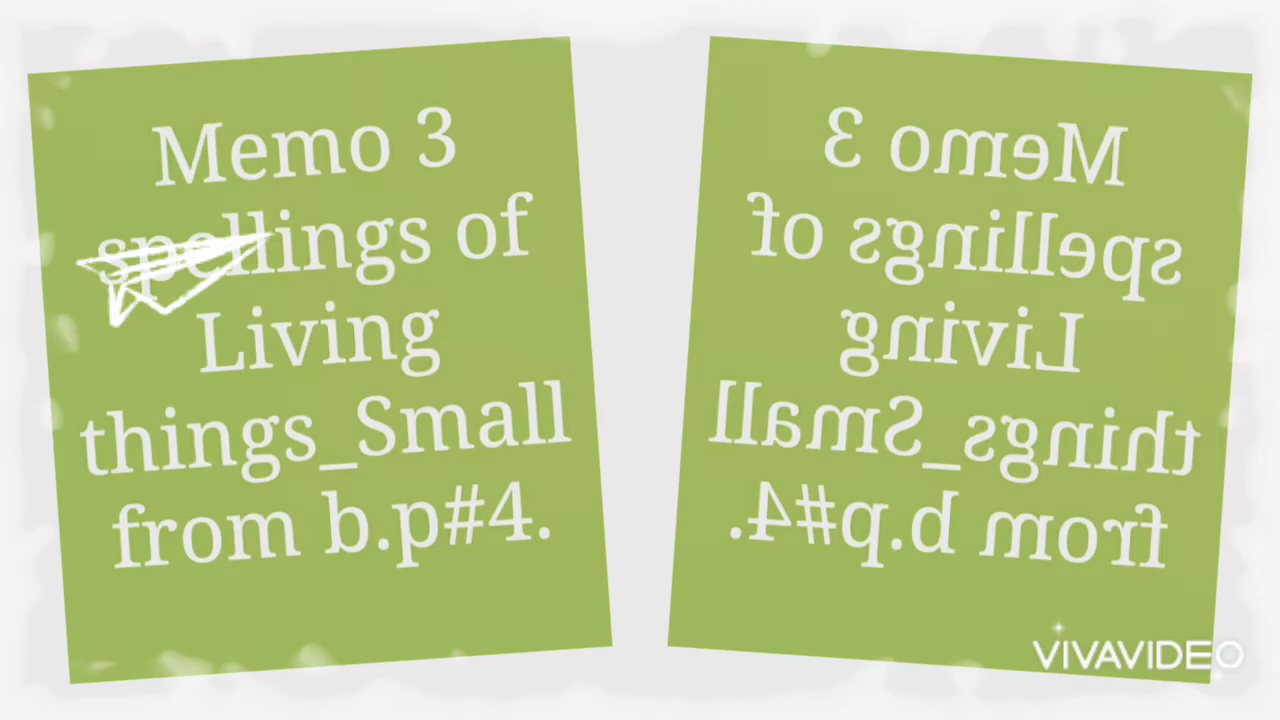 Memo 3
spellings of
Living
things_Small
from b.p#4.
Memo 3
spellings of
Living
things_Small
from b.p#4.
VIVAVIDEO